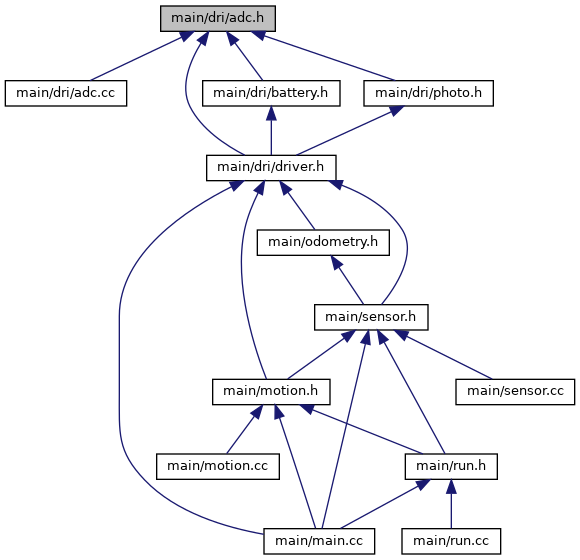 main/dri/adc.h
main/dri/adc.cc
main/dri/battery.h
main/dri/photo.h
main/dri/driver.h
main/odometry.h
main/sensor.h
main/motion.h
main/sensor.cc
main/motion.cc
main/run.h
main/main.cc
main/run.cc